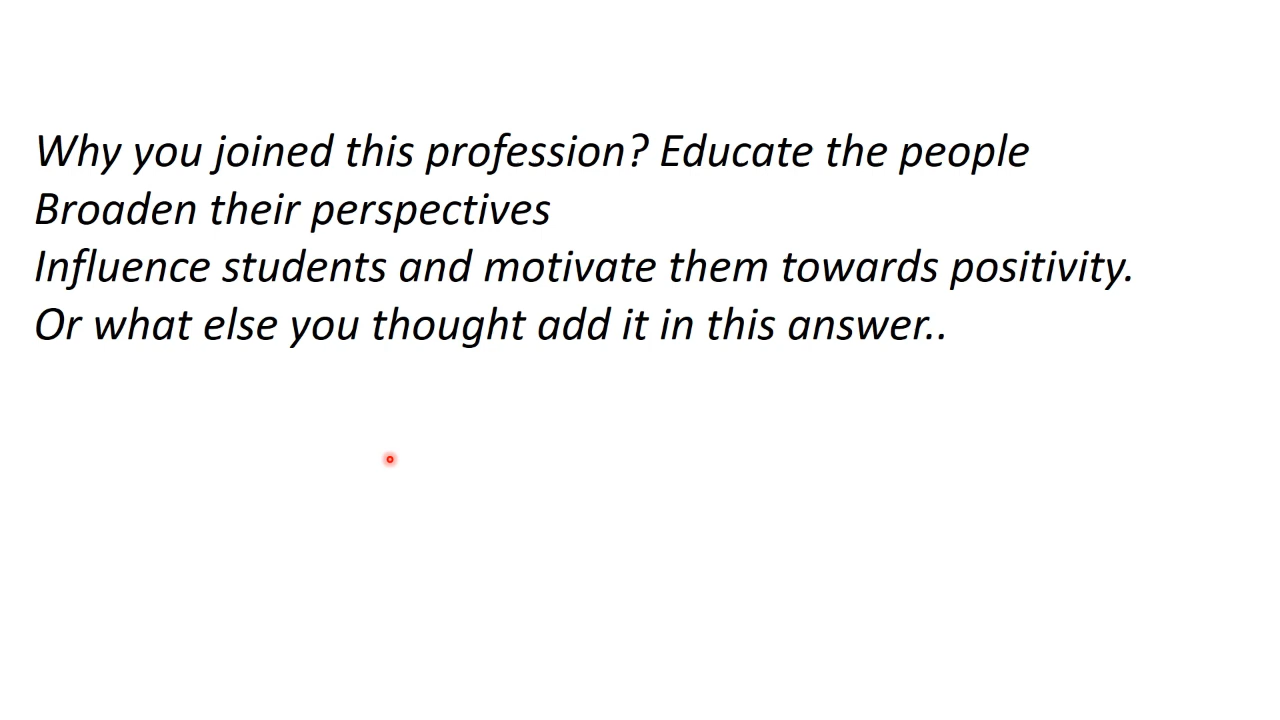 Why you joined this profession? Educate the people
Broaden their perspectives
Influence students and motivate them towards positivity.
Or what else you thought add it in this answer..